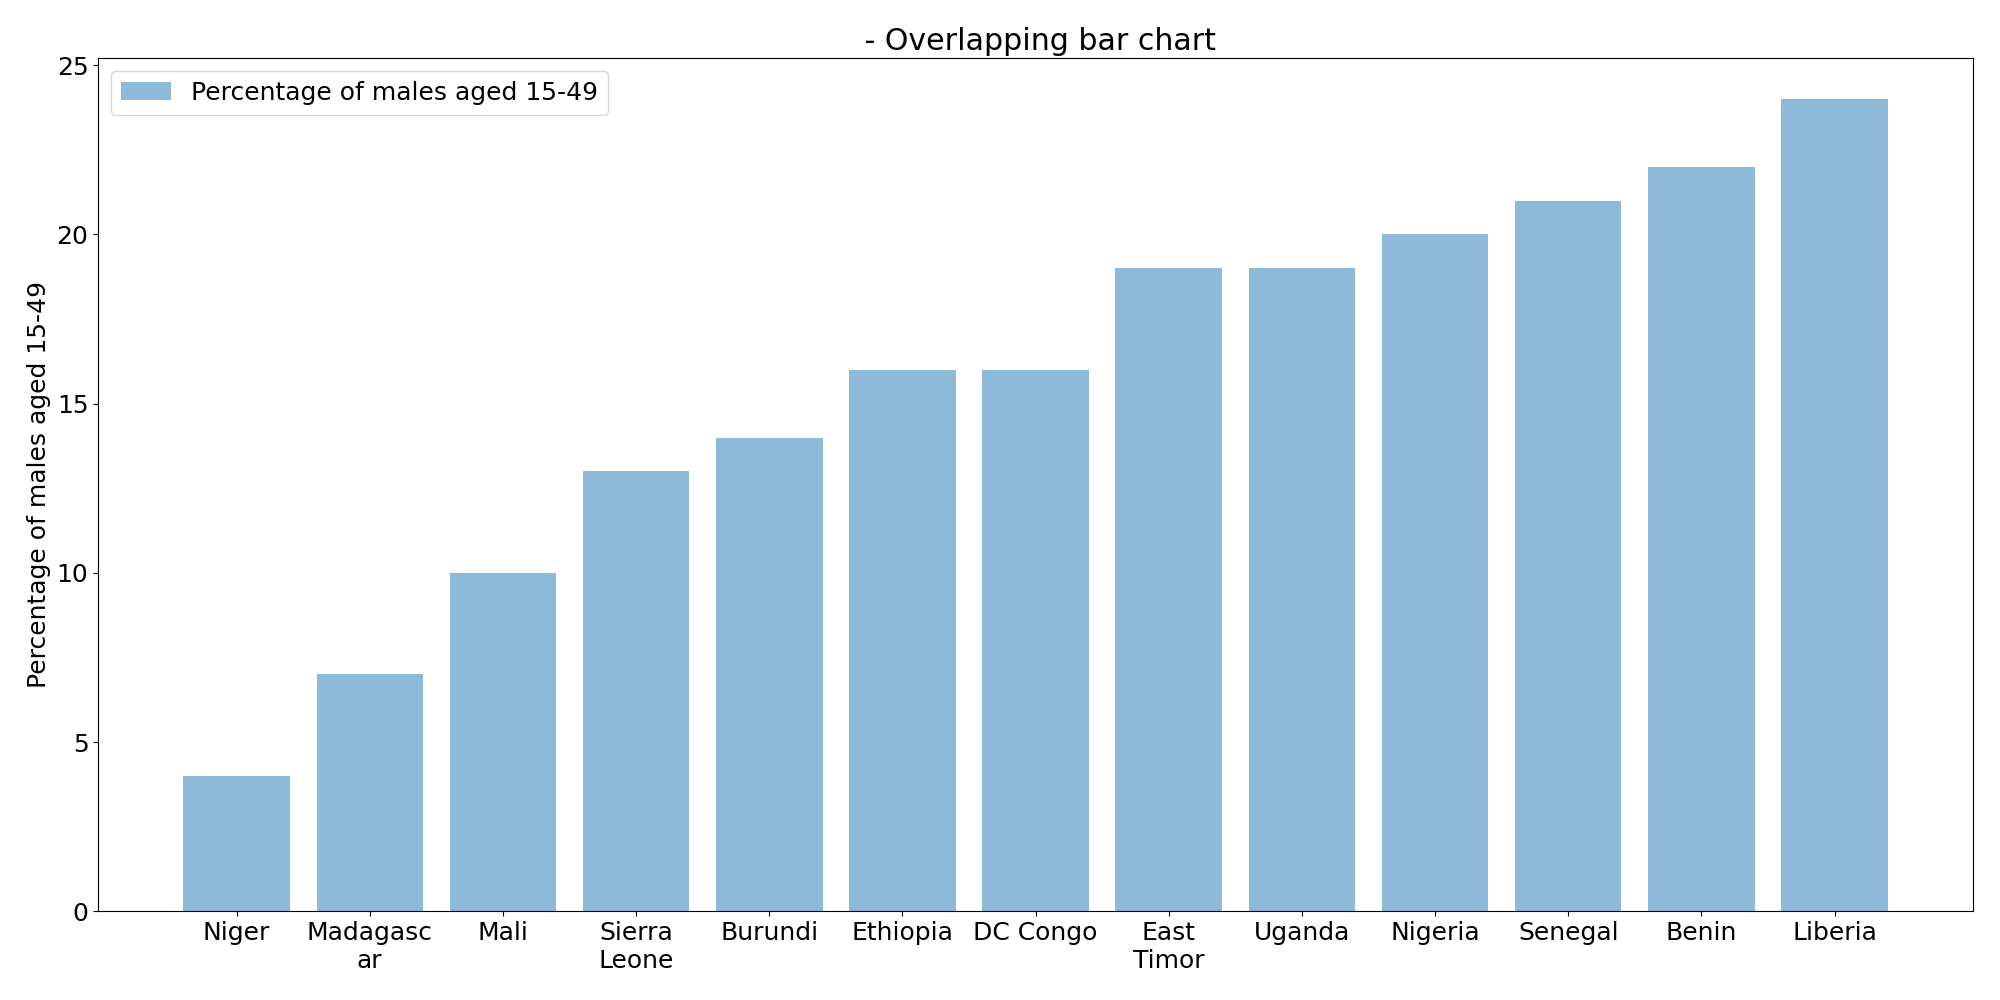 - Overlapping bar chart
Percentage of males aged 15-49
Percentage of males aged 15-49
25
20
15
10
5
0
Niger
Madagasc
ar
Mali
Sierra
Leone
Burundi
Ethiopia
DC Congo
East
Timor
Uganda
Nigeria
Senegal
Benin
Liberia